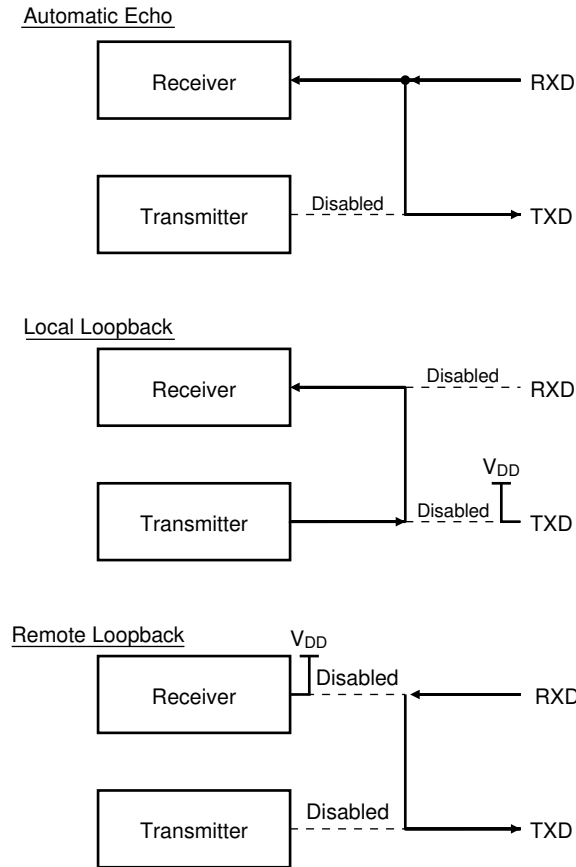 Automatic Echo
Receiver
RXD
Transmitter
Disabled
TXD
Local Loopback
Receiver
Disabled
RXD
VDD
Transmitter
Disabled
TXD
Remote Loopback
VDD
Receiver
Disabled
RXD
Transmitter
Disabled
TXD